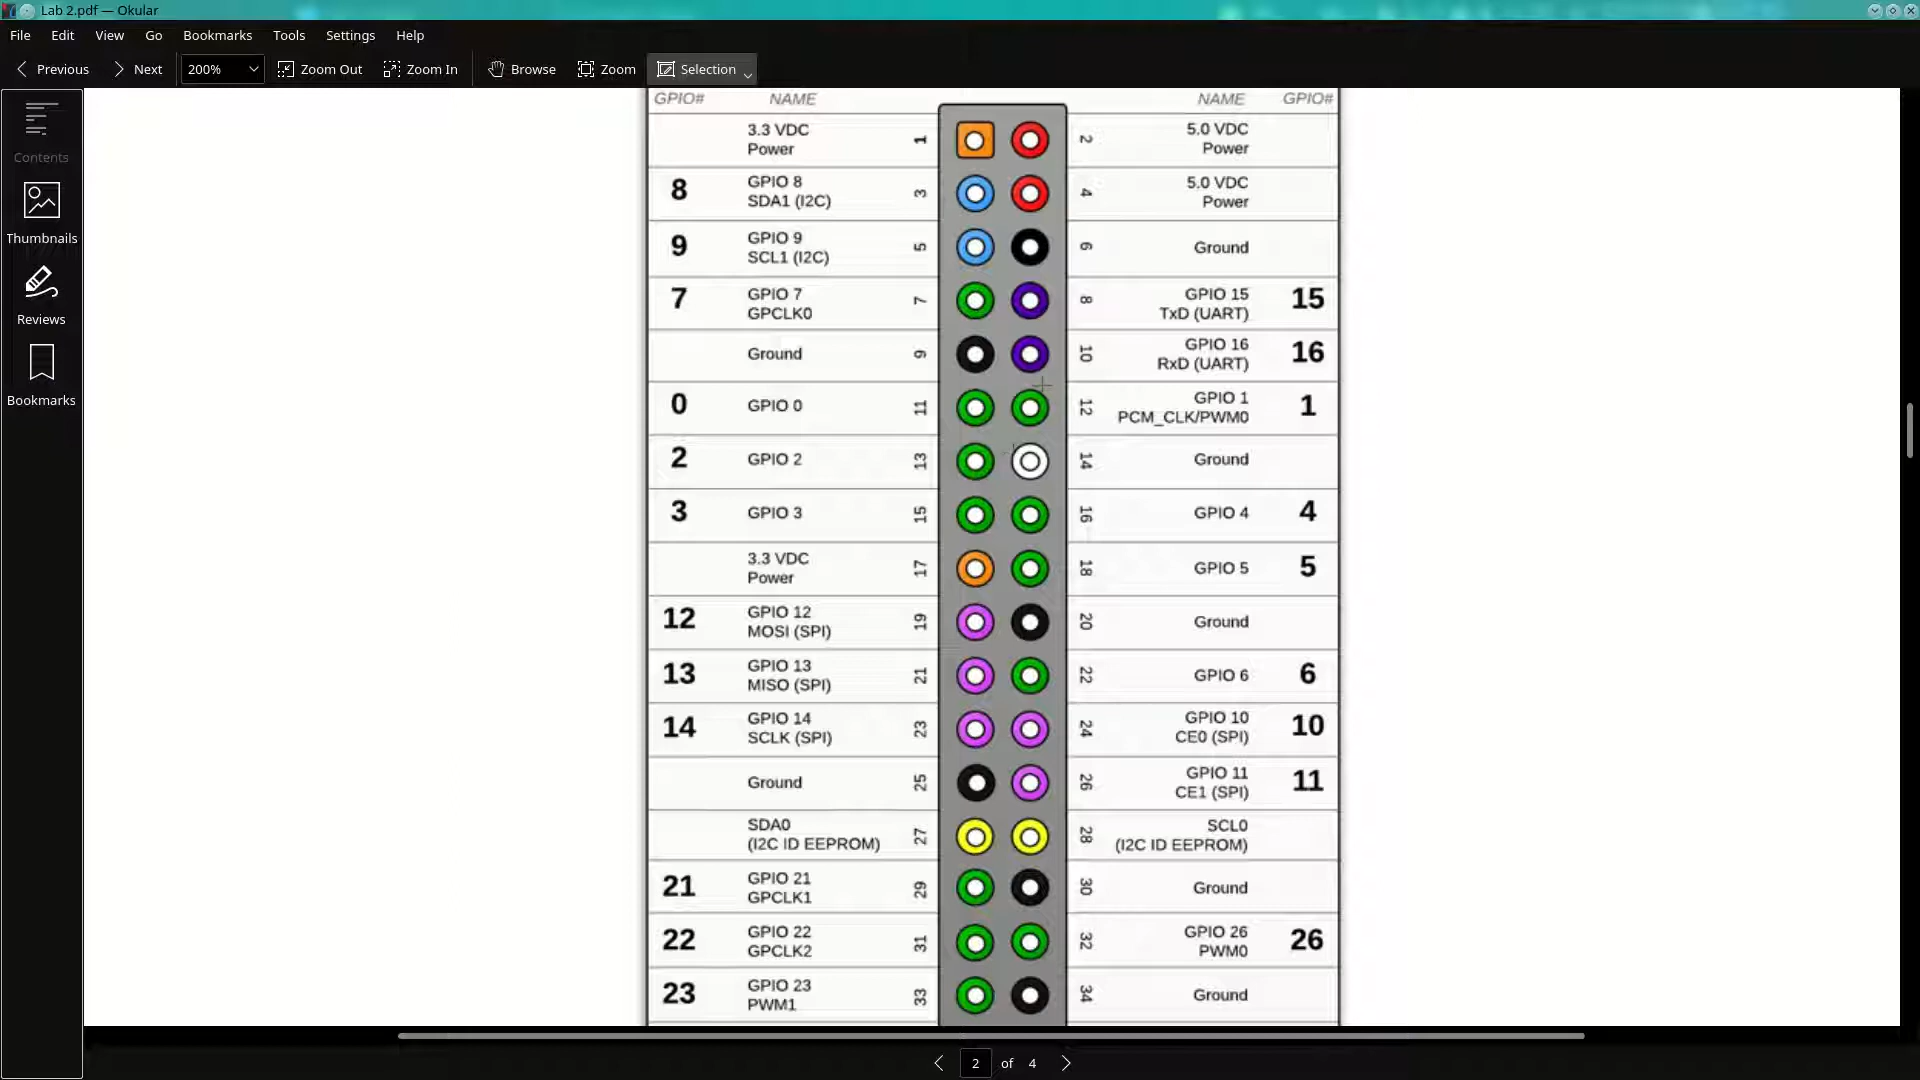 Lab 2.pdf — Okular
File Edit View Go Bookmarks Tools Settings Help
Previous Next 200% Zoom Out Zoom In Browse Zoom Selection
Contents
Thumbnails
Reviews
Bookmarks
GPIO# NAME NAME GPIO#
3.3 VDC
Power 1 2 5.0 VDC
Power
8 GPIO 8
SDA1 (I2C) 3 4 5.0 VDC
Power
9 GPIO 9
SCL1 (I2C) 5 6 Ground
7 GPIO 7
GPCLK0 7 8 GPIO 15
TxD (UART) 15
Ground 9 10 GPIO 16
RxD (UART) 16
0 GPIO 0 11 12 GPIO 1
PCM_CLK/PWM0 1
2 GPIO 2 13 14 Ground
3 GPIO 3 15 16 GPIO 4 4
3.3 VDC
Power 17 18 GPIO 5 5
12 GPIO 12
MOSI (SPI) 19 20 Ground
13 GPIO 13
MISO (SPI) 21 22 GPIO 6 6
14 GPIO 14
SCLK (SPI) 23 24 GPIO 10
CE0 (SPI) 10
Ground 25 26 GPIO 11
CE1 (SPI) 11
SDA0
(I2C ID EEPROM) 27 28 SCL0
(I2C ID EEPROM)
21 GPIO 21
GPCLK1 29 30 Ground
22 GPIO 22
GPCLK2 31 32 GPIO 26
PWM0 26
23 GPIO 23
PWM1 33 34 Ground
2 of 4